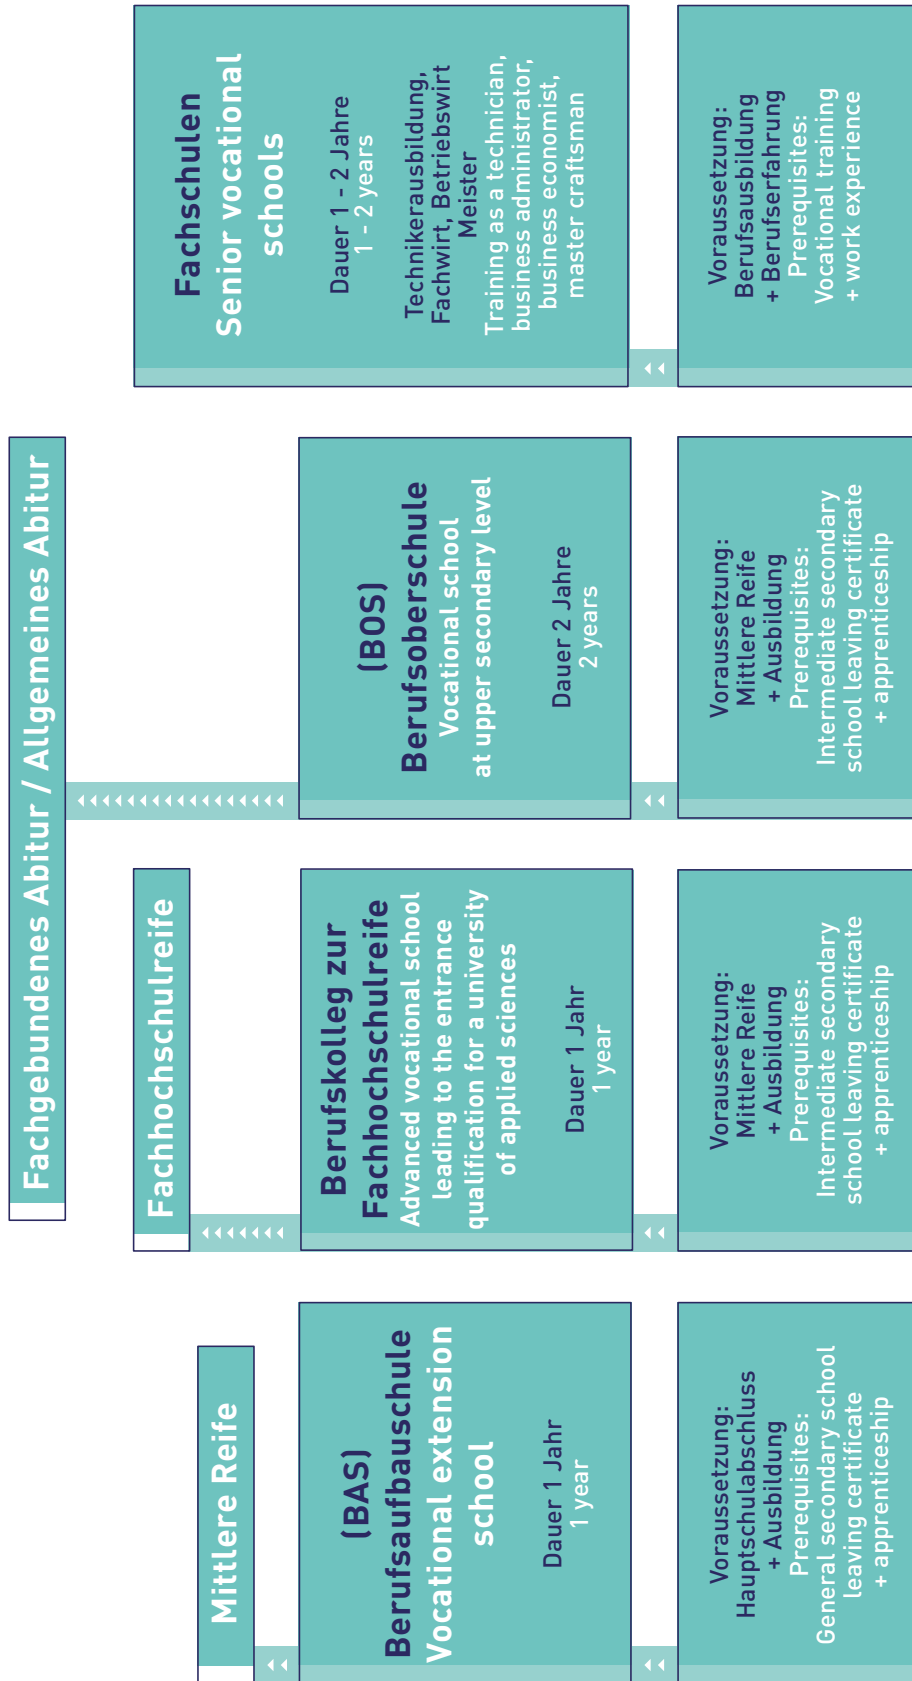 Fachgebundenes Abitur / Allgemeines Abitur
Mittlere Reife
(BAS)
Berufsaufbauschule
Vocational extension
school
Dauer 1 Jahr
1 year
Voraussetzung:
Hauptschulabschluss
+ Ausbildung
Prerequisites:
General secondary school
leaving certificate
+ apprenticeship
Fachhochschulreife
Berufskolleg zur
Fachhochschulreife
Advanced vocational school
leading to the entrance
qualification for a university
of applied sciences
Dauer 1 Jahr
1 year
Voraussetzung:
Mittlere Reife
+ Ausbildung
Prerequisites:
Intermediate secondary
school leaving certificate
+ apprenticeship
(BOS)
Berufsoberschule
Vocational school
at upper secondary level
Dauer 2 Jahre
2 years
Voraussetzung:
Mittlere Reife
+ Ausbildung
Prerequisites:
Intermediate secondary
school leaving certificate
+ apprenticeship
Fachschulen
Senior vocational
schools
Dauer 1 - 2 Jahre
1 - 2 years
Technikerausbildung,
Fachwirt, Betriebswirt
Meister
Training as a technician,
business administrator,
business economist,
master craftsman
Voraussetzung:
Berufsausbildung
+ Berufserfahrung
Prerequisites:
Vocational training
+ work experience